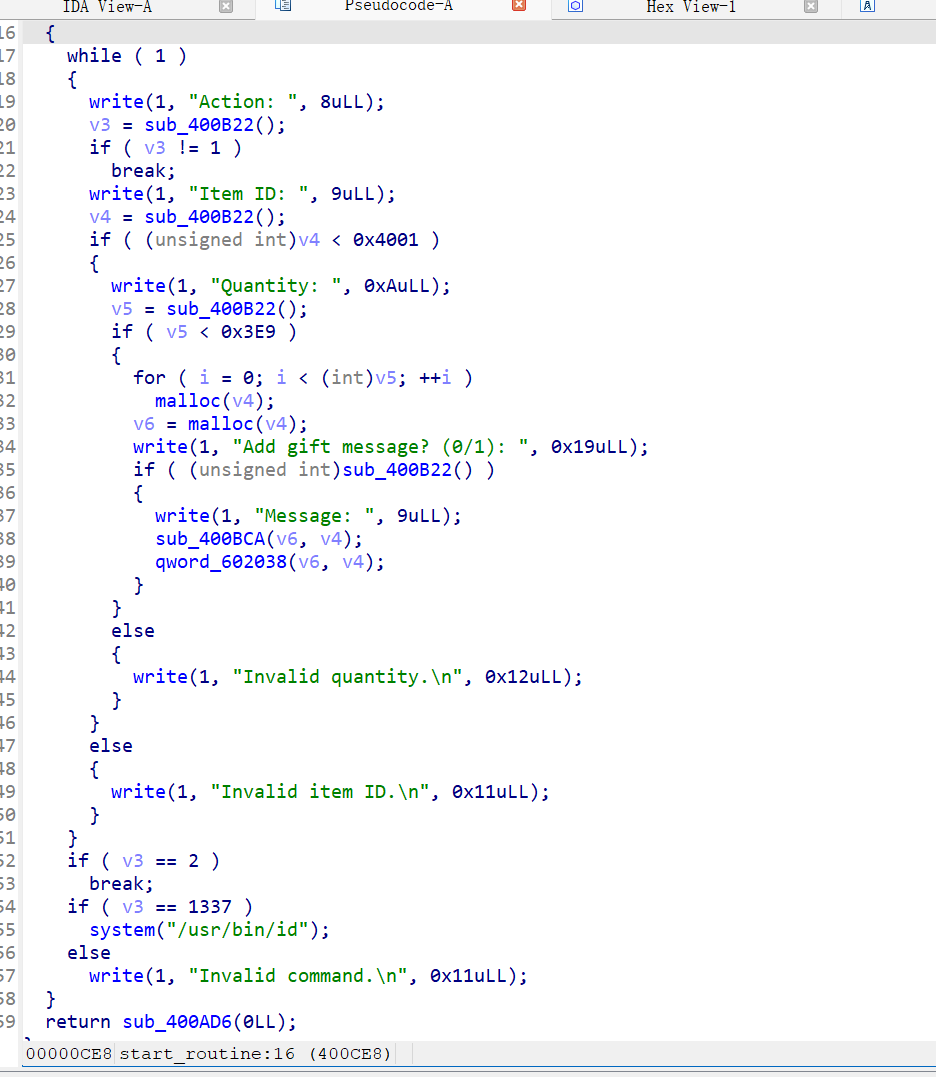 IDA View-A Pseudocode-A Hex View-1 A
16 {
17 while ( 1 )
18 {
19 write(1, "Action: ", 8uLL);
20 v3 = sub_400B22();
21 if ( v3 != 1 )
22 break;
23 write(1, "Item ID: ", 9uLL);
24 v4 = sub_400B22();
25 if ( (unsigned int)v4 < 0x4001 )
26 {
27 write(1, "Quantity: ", 0xAuLL);
28 v5 = sub_400B22();
29 if ( v5 < 0x3E9 )
30 {
31 for ( i = 0; i < (int)v5; ++i )
32 malloc(v4);
33 v6 = malloc(v4);
34 write(1, "Add gift message? (0/1): ", 0x19uLL);
35 if ( (unsigned int)sub_400B22() )
36 {
37 write(1, "Message: ", 9uLL);
38 sub_400BCA(v6, v4);
39 qword_602038(v6, v4);
40 }
41 }
42 else
43 {
44 write(1, "Invalid quantity.\n", 0x12uLL);
45 }
46 }
47 else
48 {
49 write(1, "Invalid item ID.\n", 0x11uLL);
50 }
51 }
52 if ( v3 == 2 )
53 break;
54 if ( v3 == 1337 )
55 system("/usr/bin/id");
56 else
57 write(1, "Invalid command.\n", 0x11uLL);
58 }
59 return sub_400AD6(0LL);
00000CE8 start_routine:16 (400CE8)